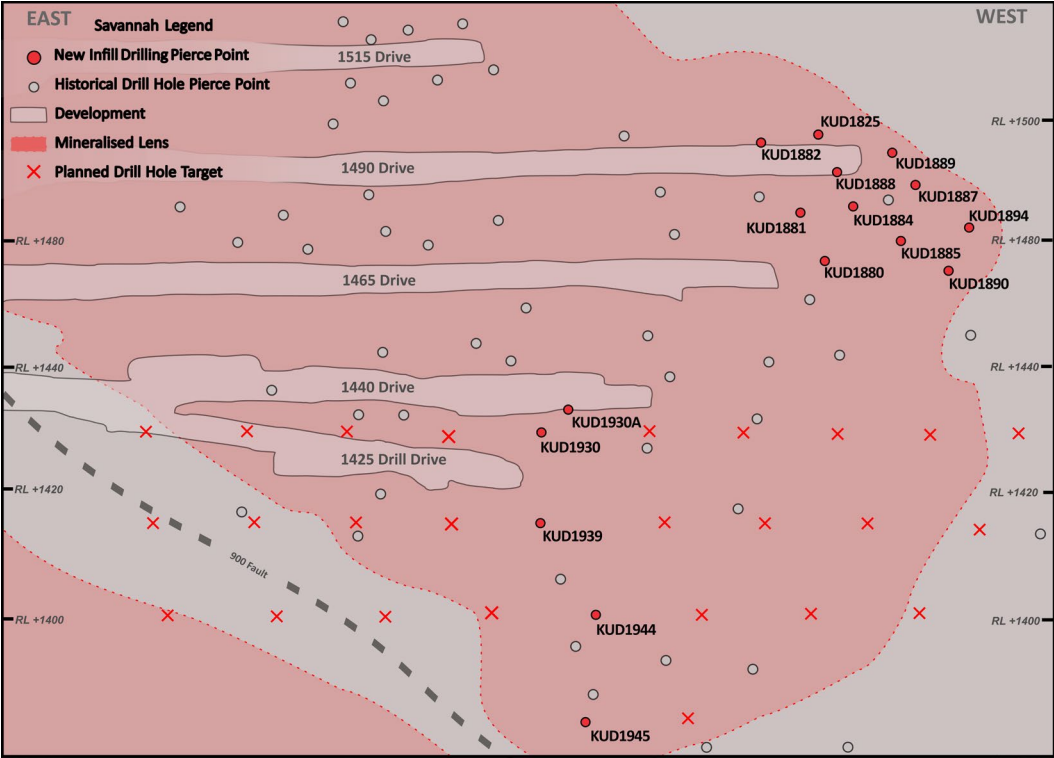 EAST
WEST
Savannah Legend
New Infill Drilling Pierce Point
Historical Drill Hole Pierce Point
Development
Mineralised Lens
Planned Drill Hole Target
1515 Drive
RL +1500
KUD1825
KUD1882
KUD1889
1490 Drive
KUD1888
KUD1887
KUD1894
KUD1884
KUD1881
RL +1480
RL +1480
KUD1885
KUD1880
KUD1890
1465 Drive
RL +1440
RL +1440
1440 Drive
KUD1930A
KUD1930
1425 Drill Drive
RL +1420
RL +1420
KUD1939
900 Fault
RL +1400
RL +1400
KUD1944
KUD1945